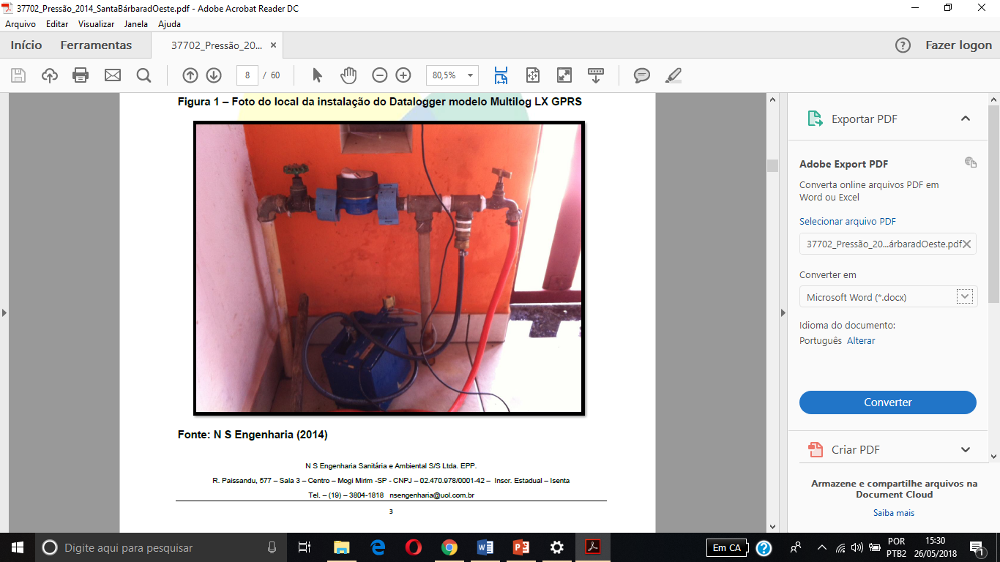 37702_Pressão_2014_SantaBárbaradOeste.pdf - Adobe Acrobat Reader DC
Arquivo Editar Visualizar Janela Ajuda
Início Ferramentas 37702_Pressão_20... × ? Fazer logon
8 / 60 80,5%
Figura 1 – Foto do local da instalação do Datalogger modelo Multilog LX GPRS
Fonte: N S Engenharia (2014)
N S Engenharia Sanitária e Ambiental S/S Ltda. EPP.
R. Paissandu, 577 – Sala 3 – Centro – Mogi Mirim -SP - CNPJ – 02.470.978/0001-42 – Inscr. Estadual – Isenta
Tel. – (19) – 3804-1818 nsengenharia@uol.com.br
3
Exportar PDF
Adobe Export PDF
Converta online arquivos PDF em
Word ou Excel
Selecionar arquivo PDF
37702_Pressão_20...árbaradOeste.pdf
Converter em
Microsoft Word (*.docx)
Idioma do documento:
Português Alterar
Converter
Criar PDF
Armazene e compartilhe arquivos na
Document Cloud
Saiba mais
Digite aqui para pesquisar
Em CA
POR
PTB2
15:30
26/05/2018
1